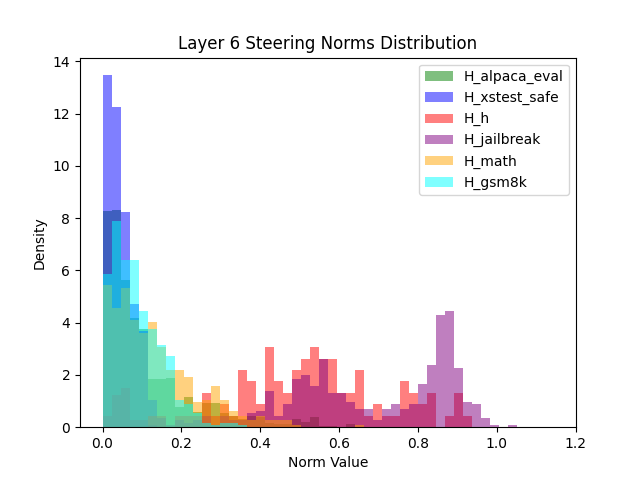 Layer 6 Steering Norms Distribution
14
12
10
8
6
4
2
0
Density
H_alpaca_eval
H_xstest_safe
H_h
H_jailbreak
H_math
H_gsm8k
0.0 0.2 0.4 0.6 0.8 1.0 1.2
Norm Value